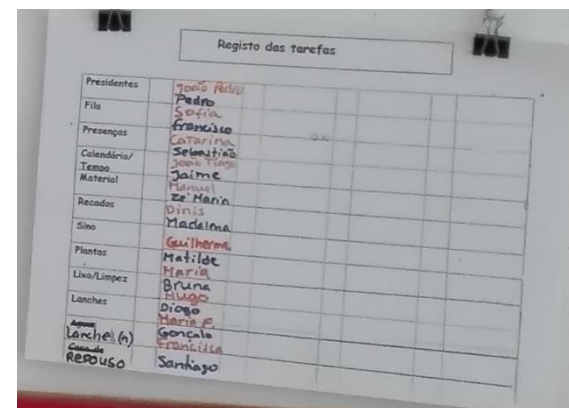 Registo das tarefas
Presidentes João Pedro
Pedro
Fila Sofia
Francisco
Presenças Catarina
Sebastião
Calendário/ João Tiago
Tempo Jaime
Material Manuel
Zé Maria
Recados Dinis
Madalena
Sino Guilherme
Matilde
Plantas Maria
Bruna
Lixo/Limpez Hugo
Diogo
Lanches Maria F.
Gonçalo
Lanche (n) Francisca
REPOUSO Santiago